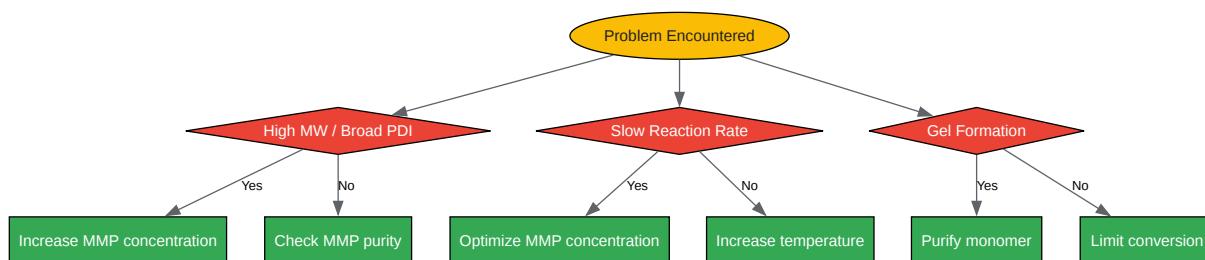 Problem Encountered
High MW / Broad PDI
Slow Reaction Rate
Gel Formation
Yes
No
Yes
No
Yes
No
Increase MMP concentration
Check MMP purity
Optimize MMP concentration
Increase temperature
Purify monomer
Limit conversion